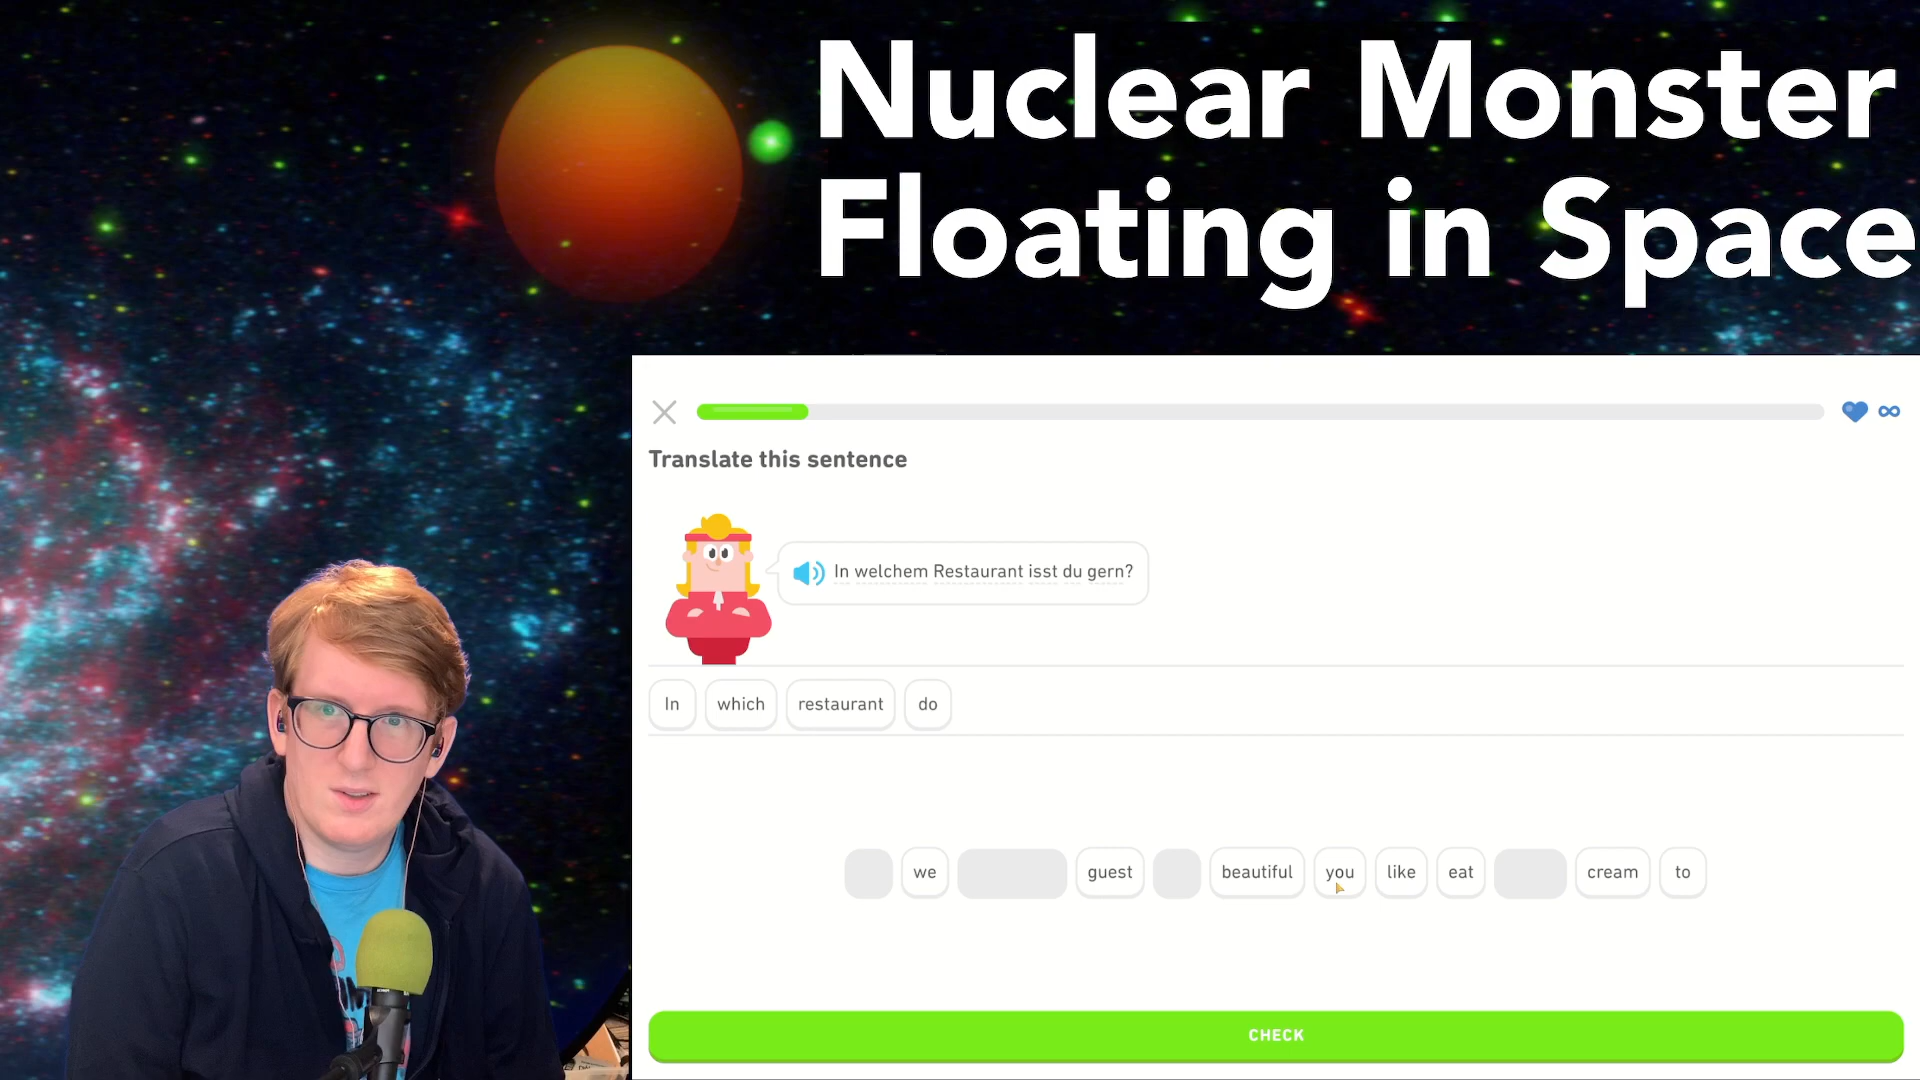 Nuclear Monster
Floating in Space
Translate this sentence
In welchem Restaurant isst du gern?
In which restaurant do
we guest beautiful you like eat cream to
CHECK